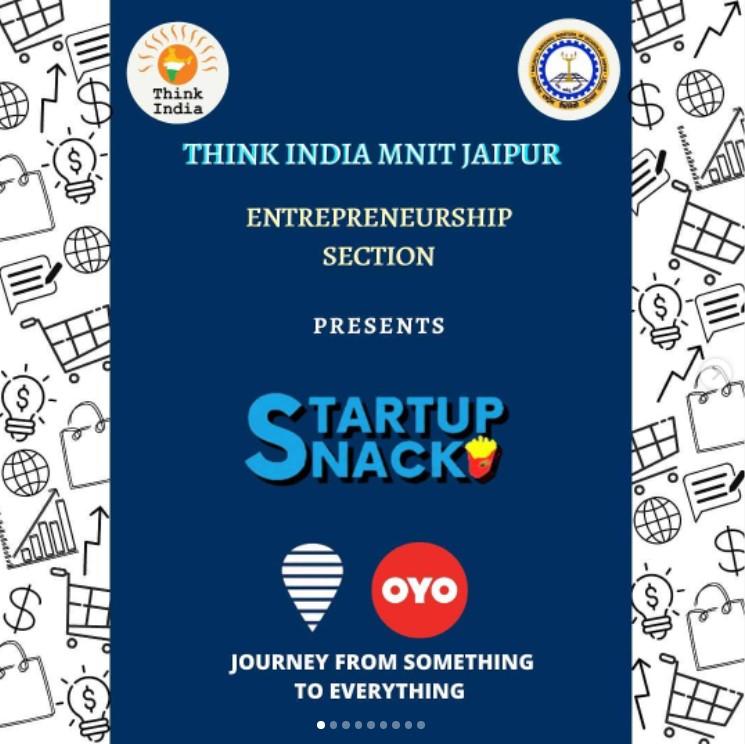 Think
India
THINK INDIA MNIT JAIPUR
ENTREPRENEURSHIP
SECTION
PRESENTS
STARTUP
SNACK
OYO
JOURNEY FROM SOMETHING
TO EVERYTHING